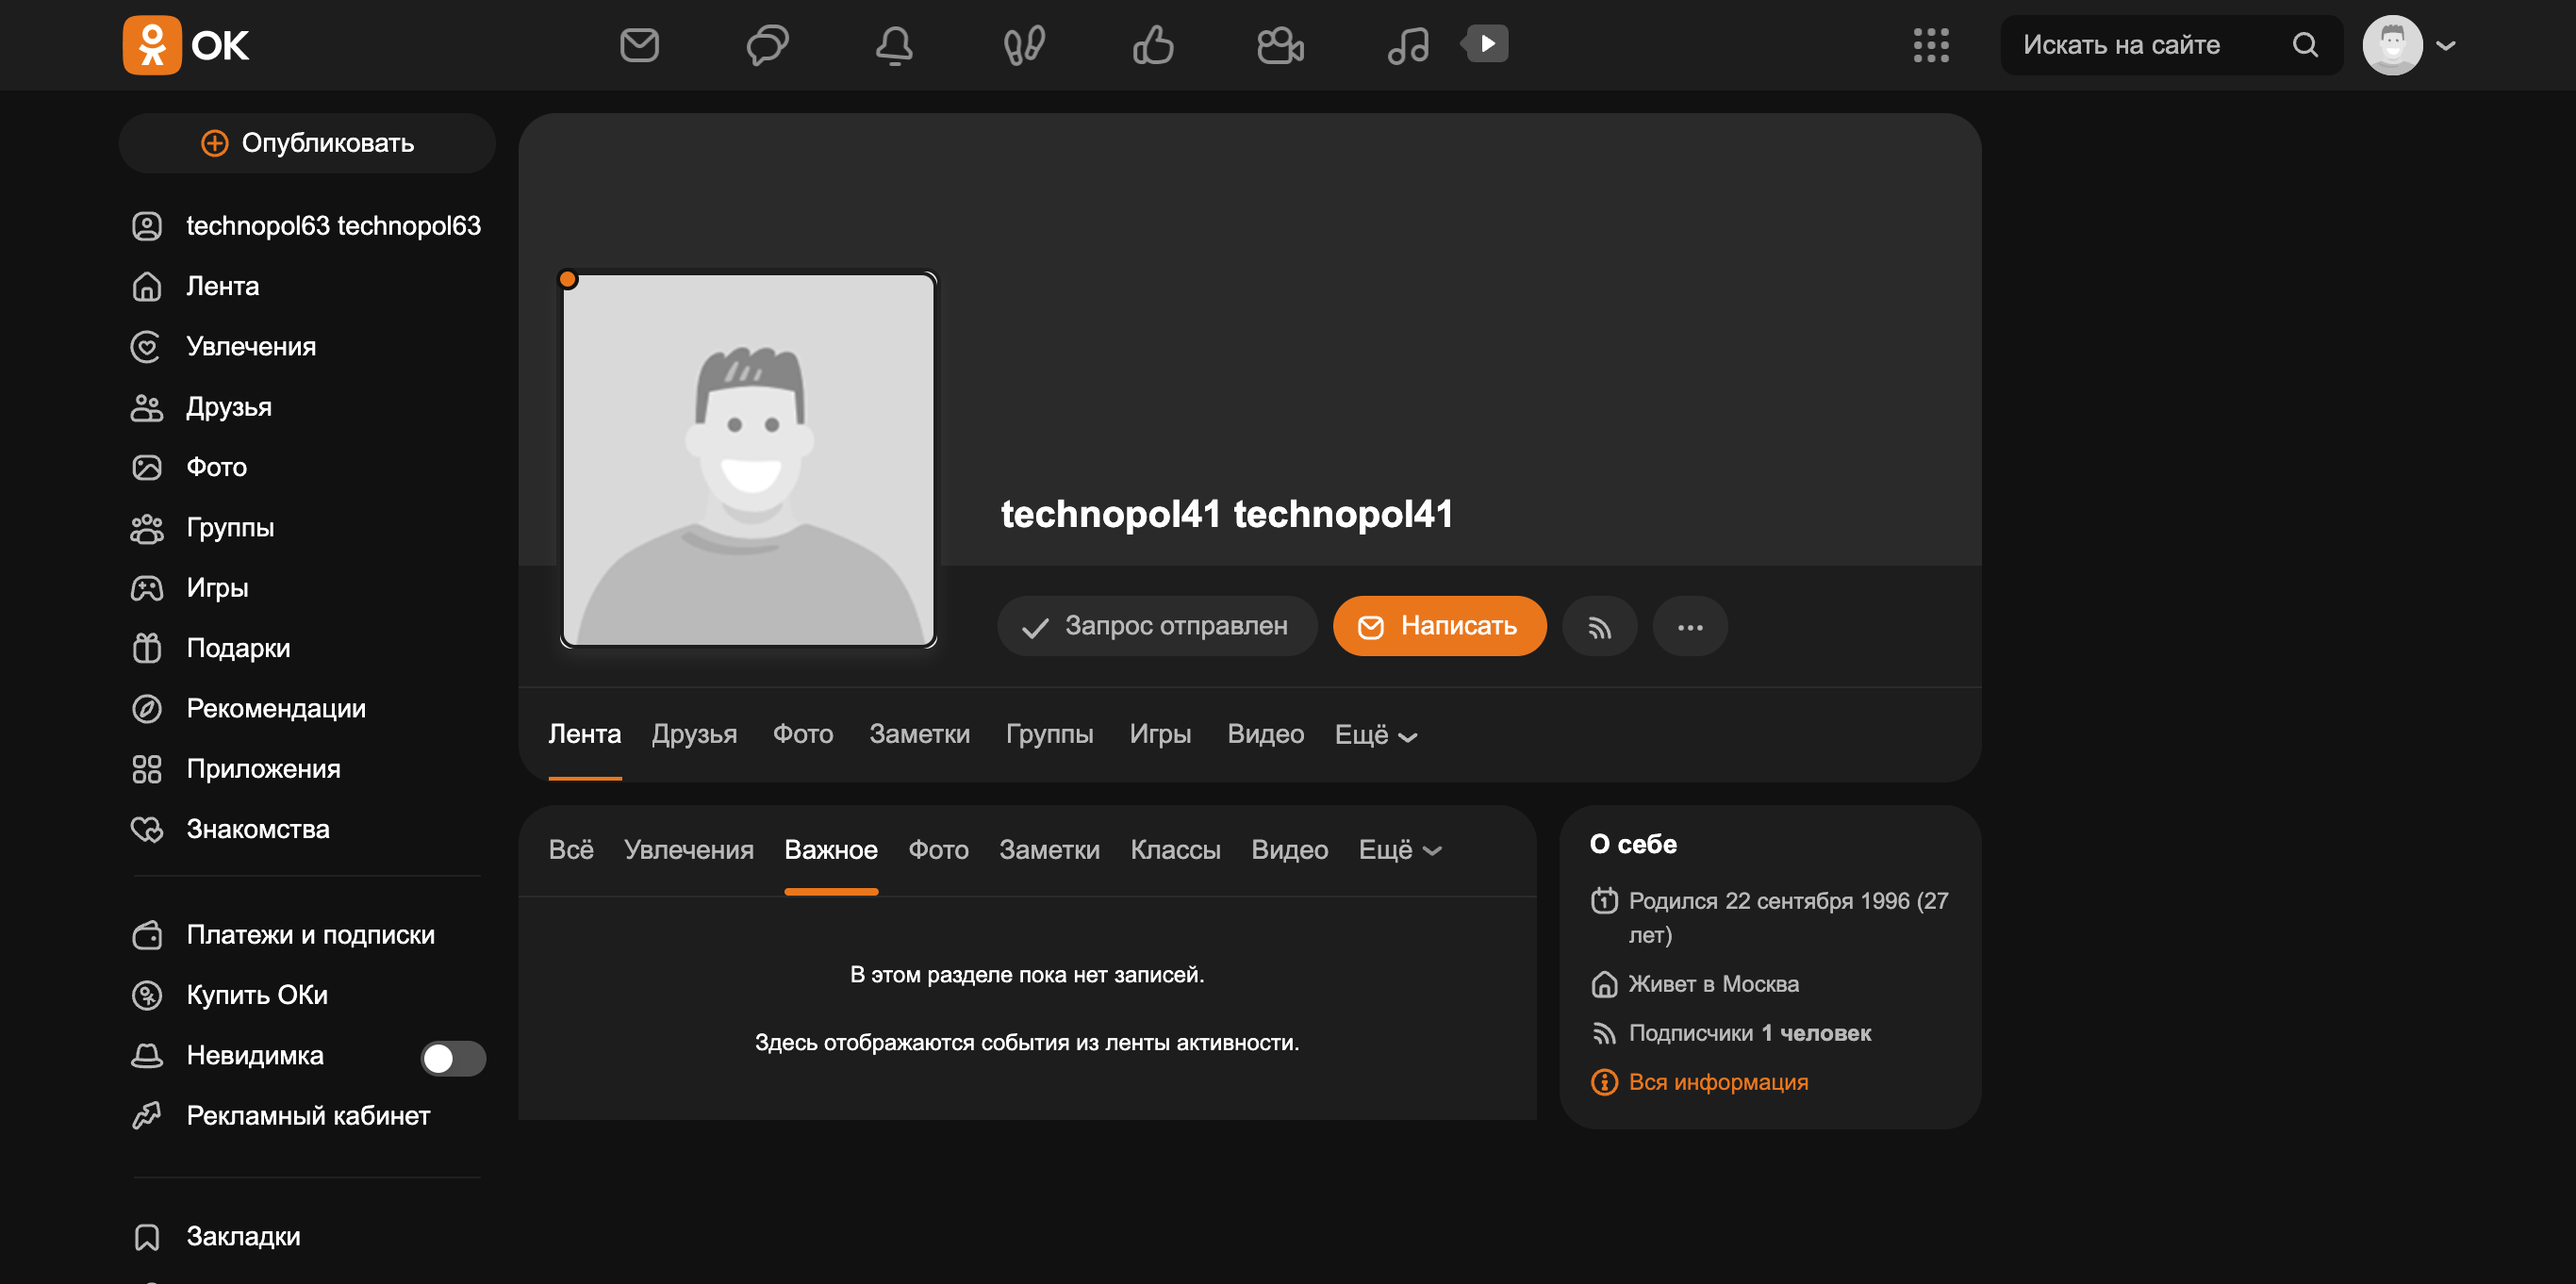 OK
Искать на сайте
Опубликовать
technopol63 technopol63
Лента
Увлечения
Друзья
Фото
Группы
Игры
Подарки
Рекомендации
Приложения
Знакомства
Платежи и подписки
Купить ОКи
Невидимка
Рекламный кабинет
Закладки
technopol41 technopol41
Запрос отправлен
Написать
Лента Друзья Фото Заметки Группы Игры Видео Ещё
Всё Увлечения Важное Фото Заметки Классы Видео Ещё
В этом разделе пока нет записей.
Здесь отображаются события из ленты активности.
О себе
Родился 22 сентября 1996 (27
лет)
Живет в Москва
Подписчики 1 человек
Вся информация